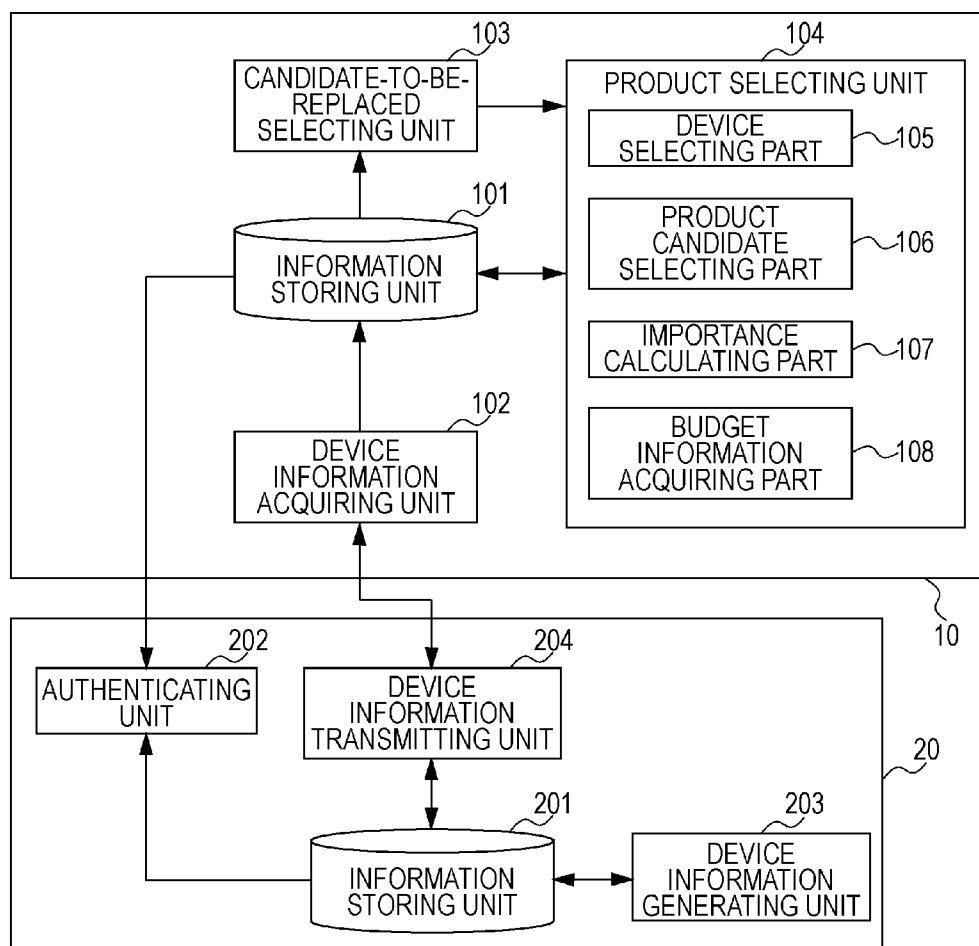 103
CANDIDATE-TO-BE-
REPLACED
SELECTING UNIT
104
PRODUCT SELECTING UNIT
DEVICE
SELECTING PART
105
PRODUCT
CANDIDATE
SELECTING PART
106
IMPORTANCE
CALCULATING PART
107
BUDGET
INFORMATION
ACQUIRING PART
108
101
INFORMATION
STORING UNIT
102
DEVICE
INFORMATION
ACQUIRING UNIT
10
202
AUTHENTICATING
UNIT
204
DEVICE
INFORMATION
TRANSMITTING UNIT
20
201
INFORMATION
STORING UNIT
203
DEVICE
INFORMATION
GENERATING UNIT